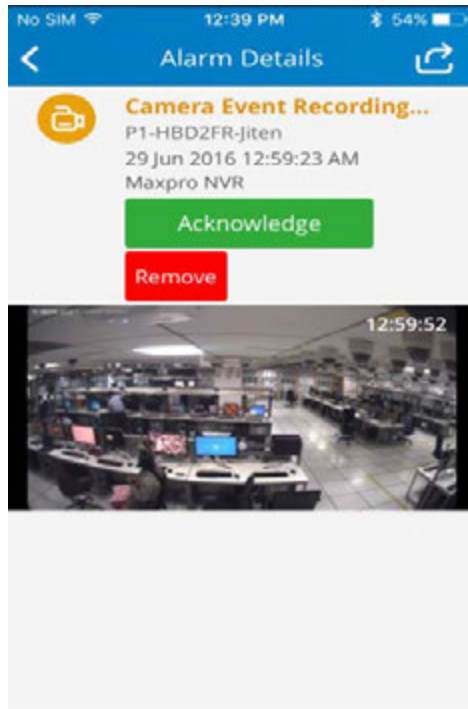 No SIM 12:39 PM 54%
Alarm Details
Camera Event Recording...
P1-HBD2FR-Jiten
29 Jun 2016 12:59:23 AM
Maxpro NVR
Acknowledge
Remove
12:59:52